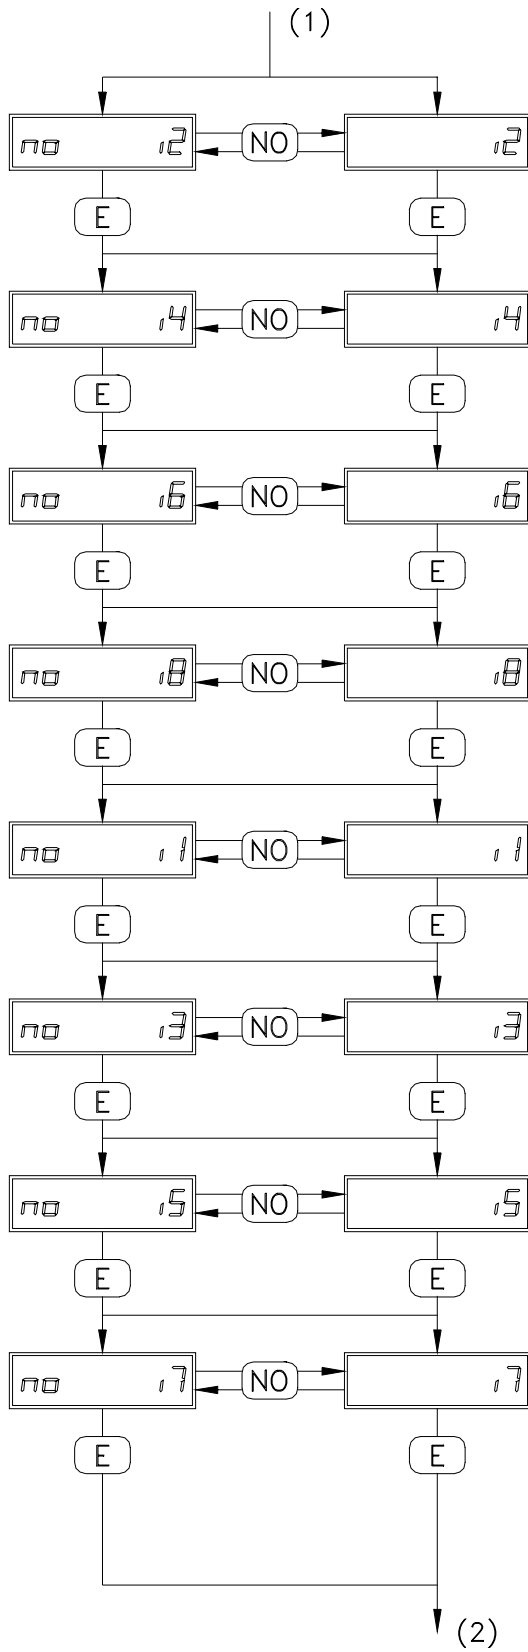 (1)
no i2 NO i2
E E
no i4 NO i4
E E
no i6 NO i6
E E
no i8 NO i8
E E
no i1 NO i1
E E
no i3 NO i3
E E
no i5 NO i5
E E
no i7 NO i7
E E
(2)